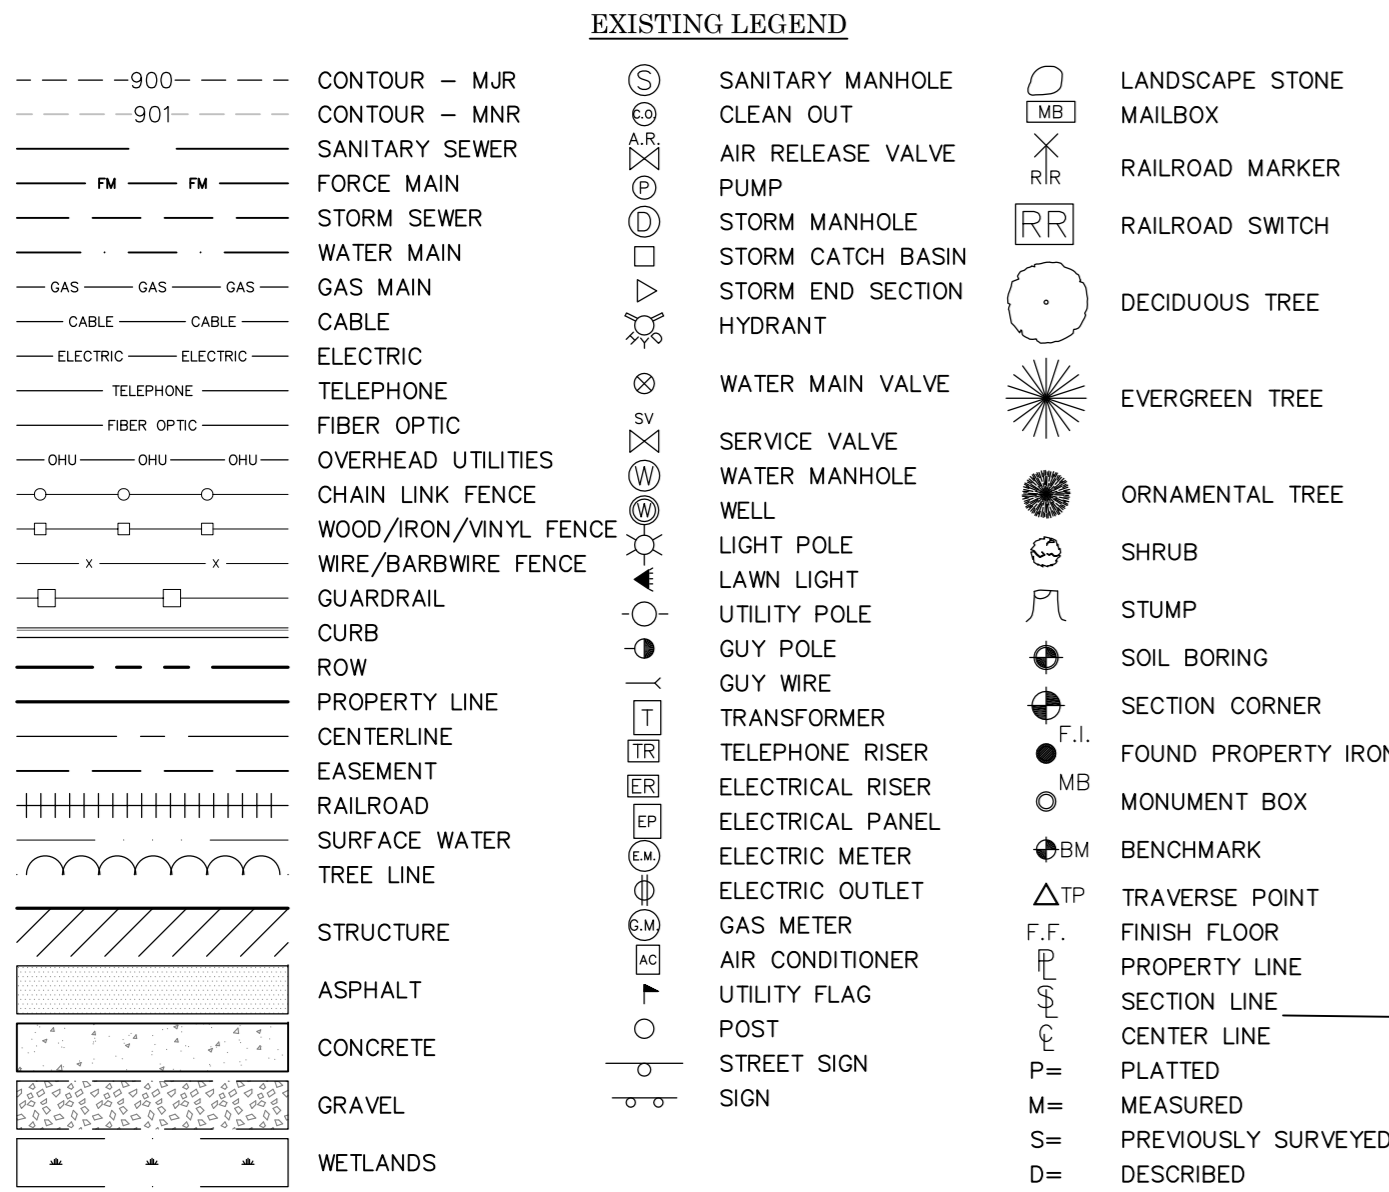 EXISTING LEGEND
900 CONTOUR – MJR
901 CONTOUR – MNR
SANITARY SEWER
FM FM FORCE MAIN
STORM SEWER
WATER MAIN
GAS GAS GAS GAS MAIN
CABLE CABLE CABLE
ELECTRIC ELECTRIC ELECTRIC
TELEPHONE TELEPHONE
FIBER OPTIC FIBER OPTIC
OHU OHU OHU OVERHEAD UTILITIES
CHAIN LINK FENCE
WOOD/IRON/VINYL FENCE
X X WIRE/BARBWIRE FENCE
GUARDRAIL
CURB
ROW
PROPERTY LINE
CENTERLINE
EASEMENT
RAILROAD
SURFACE WATER
TREE LINE
STRUCTURE
ASPHALT
CONCRETE
GRAVEL
WETLANDS
S SANITARY MANHOLE
C.O. CLEAN OUT
A.R. AIR RELEASE VALVE
P PUMP
D STORM MANHOLE
STORM CATCH BASIN
STORM END SECTION
HYD HYDRANT
WATER MAIN VALVE
SV
SERVICE VALVE
W WATER MANHOLE
W WELL
LIGHT POLE
LAWN LIGHT
UTILITY POLE
GUY POLE
GUY WIRE
T TRANSFORMER
TR TELEPHONE RISER
ER ELECTRICAL RISER
EP ELECTRICAL PANEL
E.M. ELECTRIC METER
ELECTRIC OUTLET
G.M. GAS METER
AC AIR CONDITIONER
UTILITY FLAG
POST
STREET SIGN
SIGN
LANDSCAPE STONE
MB MAILBOX
RR RAILROAD MARKER
RR RAILROAD SWITCH
DECIDUOUS TREE
EVERGREEN TREE
ORNAMENTAL TREE
SHRUB
STUMP
SOIL BORING
SECTION CORNER
F.I. FOUND PROPERTY IRON
MB MONUMENT BOX
BM BENCHMARK
TP TRAVERSE POINT
F.F. FINISH FLOOR
PL PROPERTY LINE
SL SECTION LINE
CL CENTER LINE
P= PLATTED
M= MEASURED
S= PREVIOUSLY SURVEYED
D= DESCRIBED